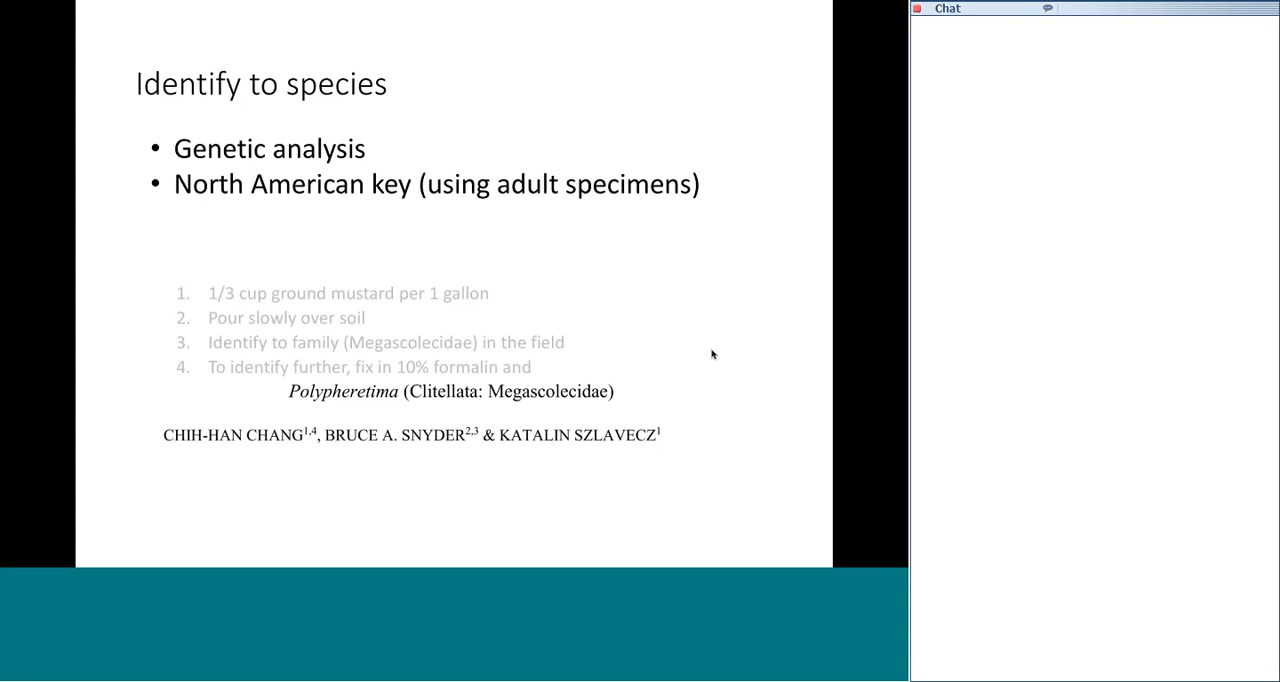 Chat
Identify to species
• Genetic analysis
• North American key (using adult specimens)
1. 1/3 cup ground mustard per 1 gallon
2. Pour slowly over soil
3. Identify to family (Megascolecidae) in the field
4. To identify further, fix in 10% formalin and
Polypheretima (Clitellata: Megascolecidae)
CHIH-HAN CHANG1,4, BRUCE A. SNYDER2,3 & KATALIN SZLAVECZ1